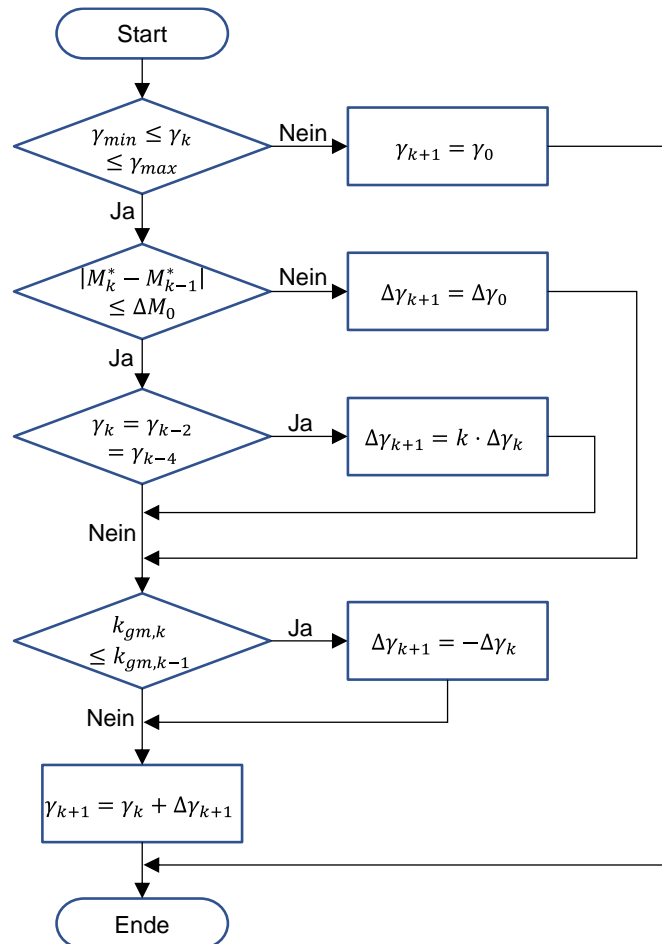 Start
γ_min ≤ γ_k
≤ γ_max
Nein
γ_{k+1} = γ_0
Ja
|M_k^* − M_{k−1}^*|
≤ ΔM_0
Nein
Δγ_{k+1} = Δγ_0
Ja
γ_k = γ_{k−2}
= γ_{k−4}
Ja
Δγ_{k+1} = k · Δγ_k
Nein
k_{gm,k}
≤ k_{gm,k−1}
Ja
Δγ_{k+1} = −Δγ_k
Nein
γ_{k+1} = γ_k + Δγ_{k+1}
Ende